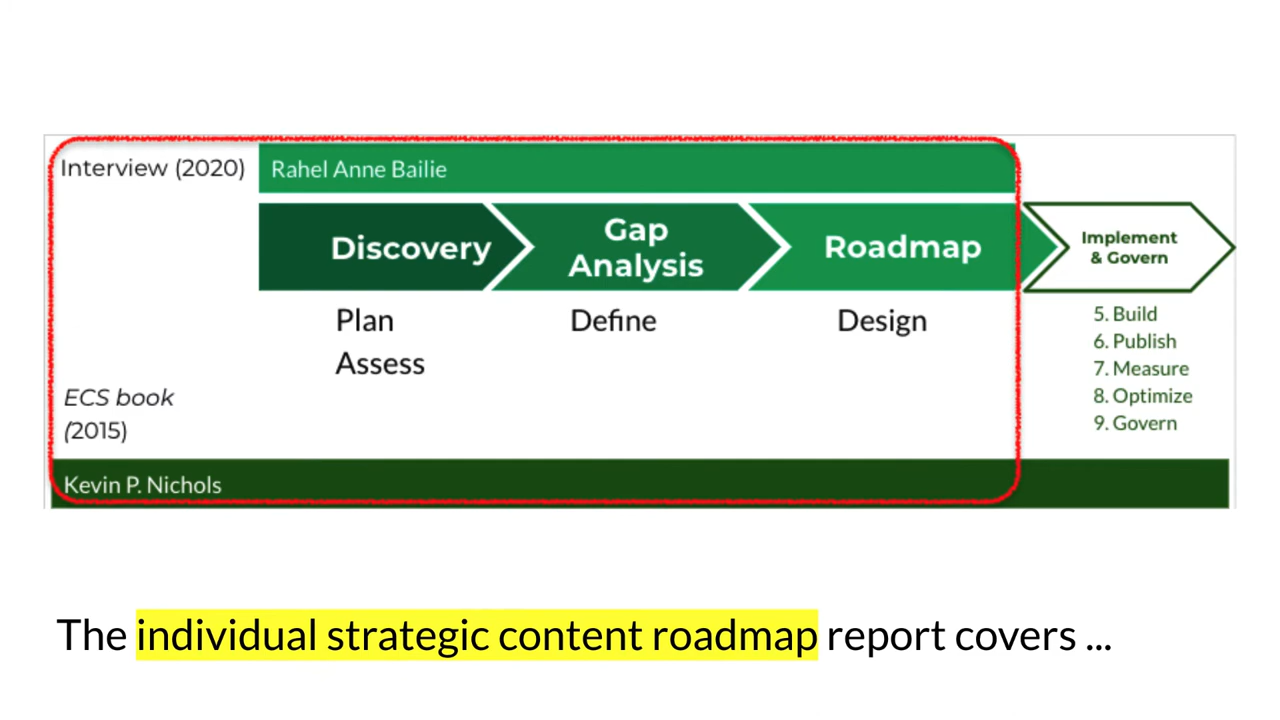 Interview (2020)
Rahel Anne Bailie
Discovery
Gap
Analysis
Roadmap
Implement
& Govern
Plan
Assess
Define
Design
5. Build
6. Publish
7. Measure
8. Optimize
9. Govern
ECS book
(2015)
Kevin P. Nichols
The individual strategic content roadmap report covers ...